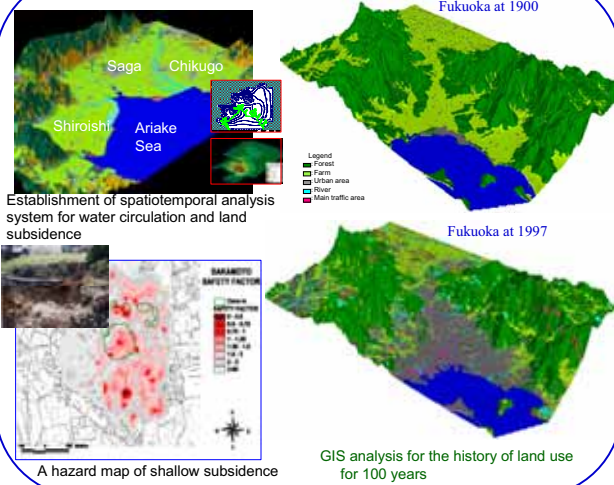 Fukuoka at 1900
Saga
Chikugo
Shiroishi
Ariake
Sea
Legend
Forest
Farm
Urban area
River
Main traffic area
Establishment of spatiotemporal analysis
system for water circulation and land
subsidence
Fukuoka at 1997
SAFETY FACTOR
A hazard map of shallow subsidence
GIS analysis for the history of land use
for 100 years